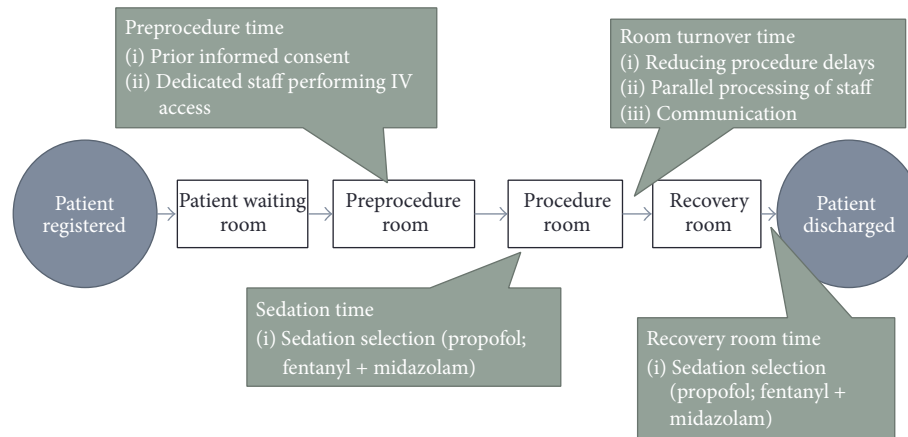 Preprocedure time
(i) Prior informed consent
(ii) Dedicated staff performing IV
access
Room turnover time
(i) Reducing procedure delays
(ii) Parallel processing of staff
(iii) Communication
Patient
registered
Patient waiting
room
Preprocedure
room
Procedure
room
Recovery
room
Patient
discharged
Sedation time
(i) Sedation selection (propofol;
fentanyl + midazolam)
Recovery room time
(i) Sedation selection
(propofol; fentanyl +
midazolam)